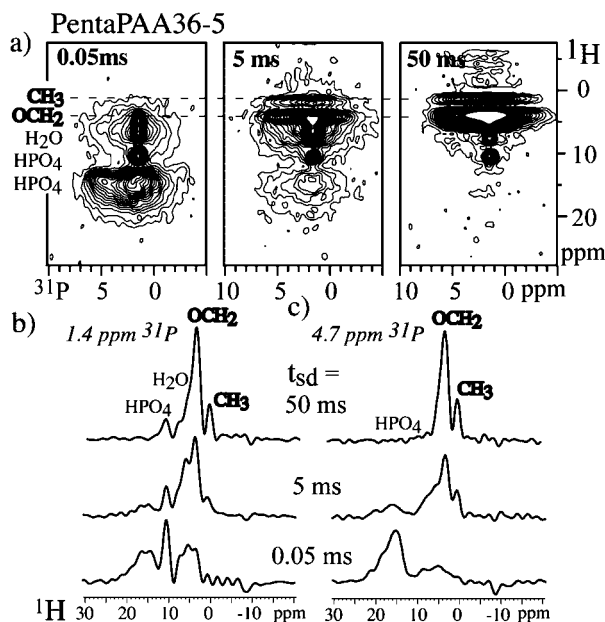 PentaPAA36-5
a) 0.05ms 5 ms 50 ms ¹H
CH3
OCH2
H2O
HPO4
HPO4
0
10
20
ppm
³¹P 5 0 10 5 0 10 5 0 ppm
b) c)
1.4 ppm ³¹P OCH2 4.7 ppm ³¹P OCH2
H2O
HPO4 CH3 tsd = 50 ms HPO4 CH3
5 ms
0.05 ms
¹H 30 20 10 0 -10 ppm 30 20 10 0 -10 ppm